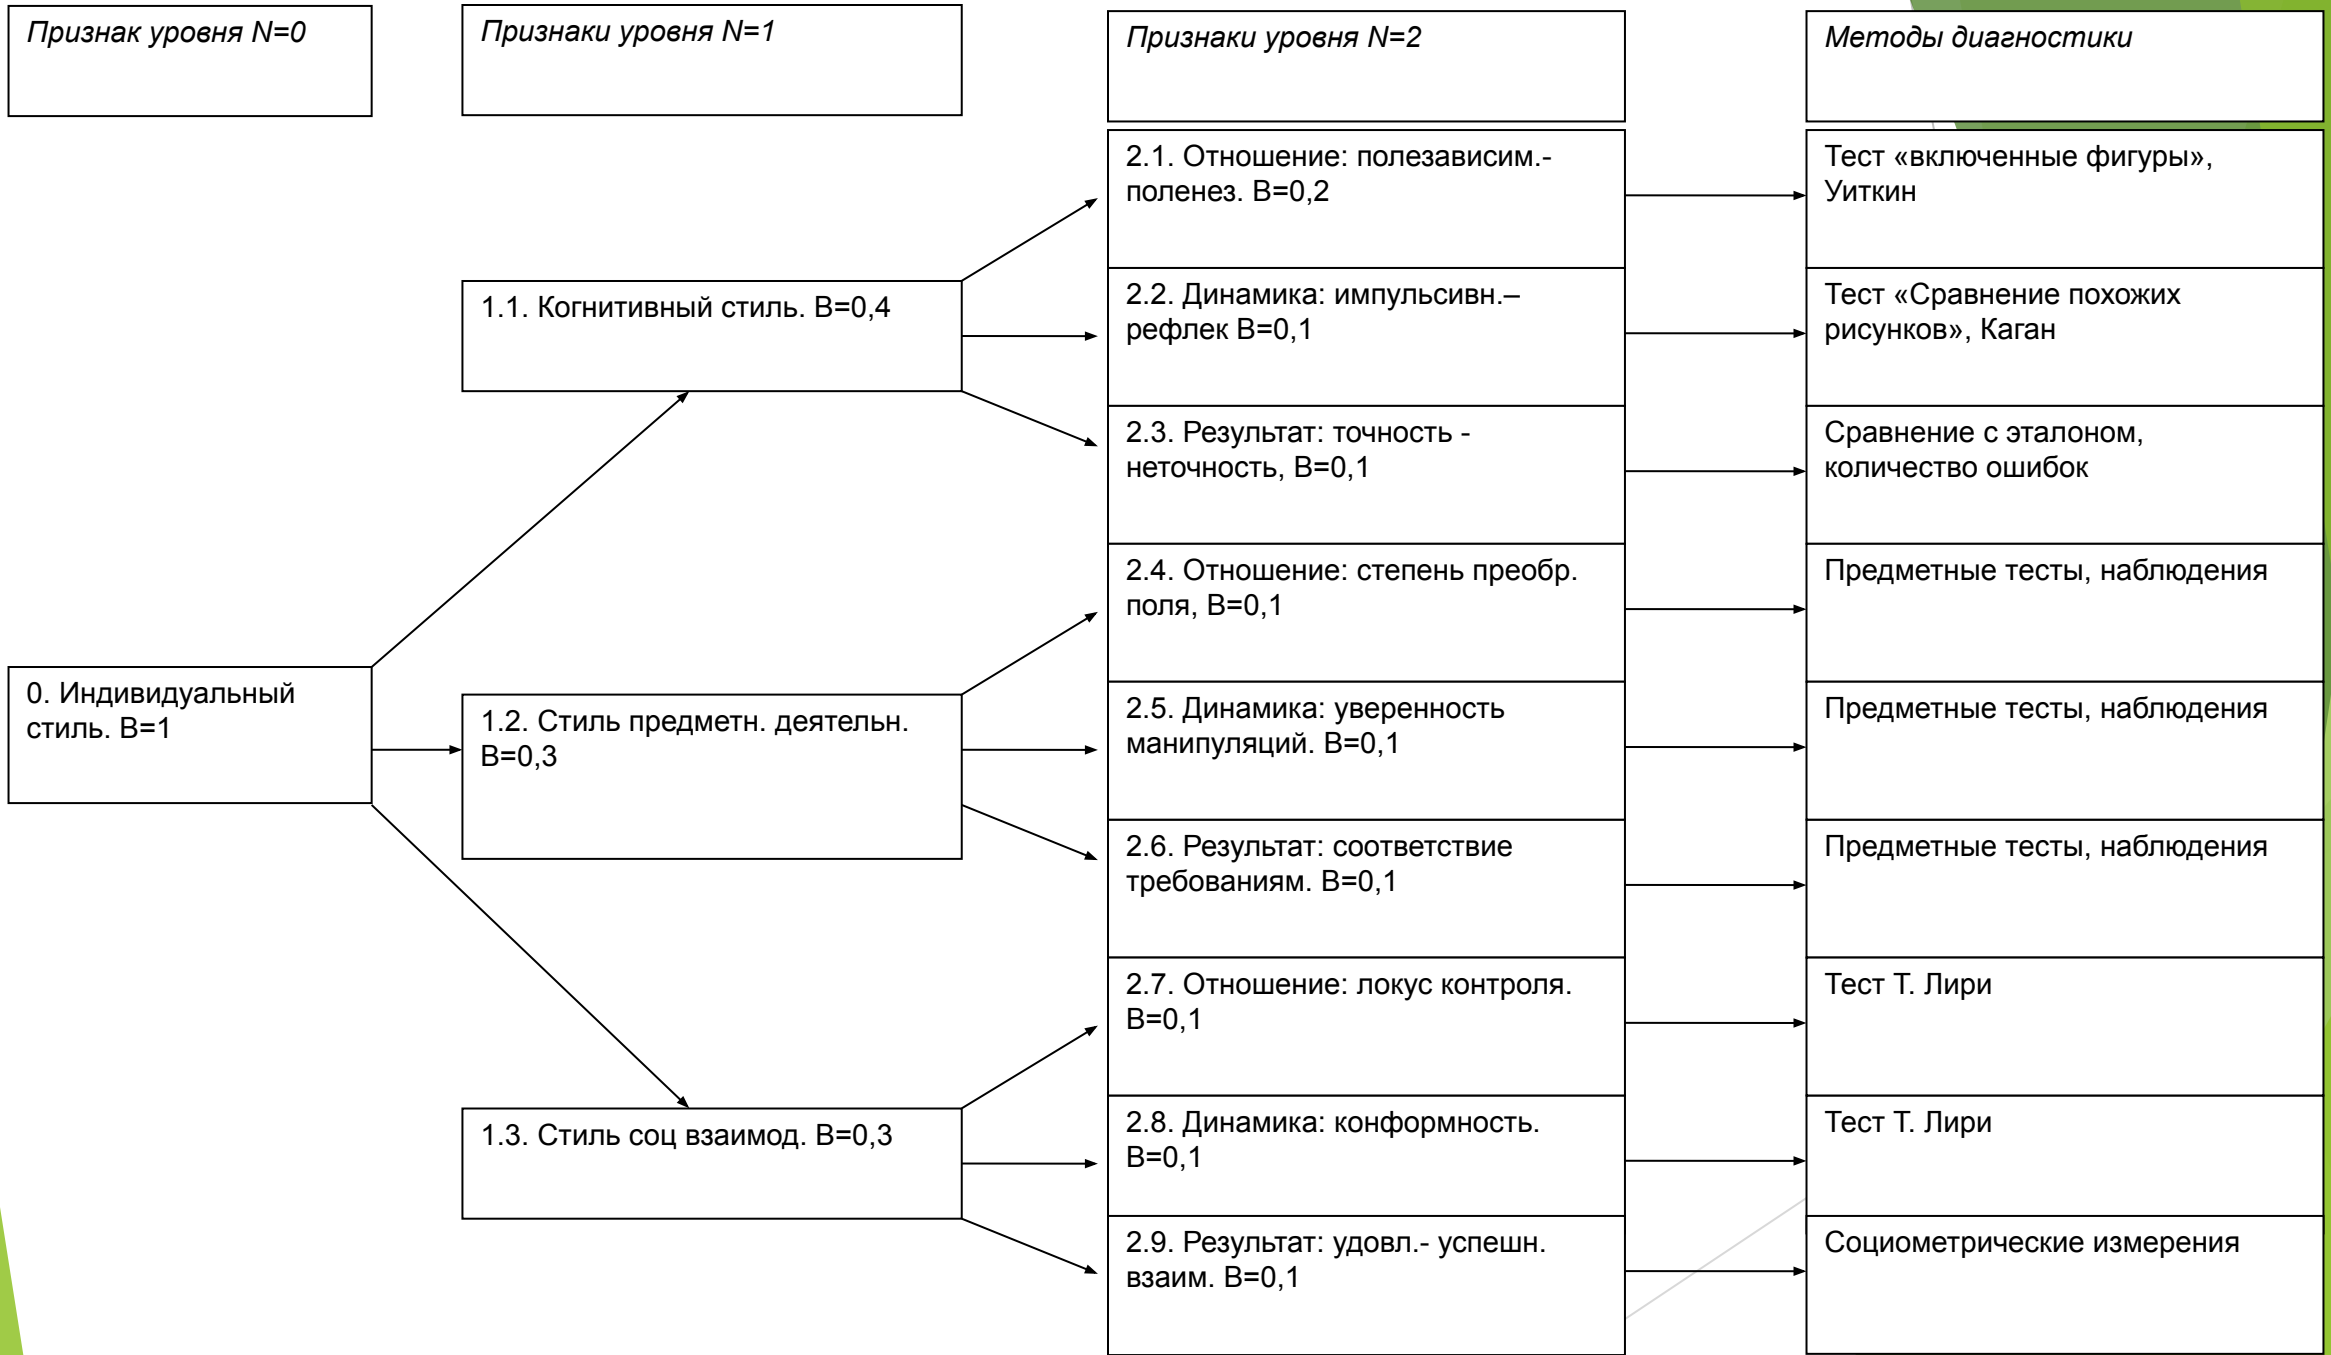 Признак уровня N=0
Признаки уровня N=1
Признаки уровня N=2
Методы диагностики
0. Индивидуальный
стиль. В=1
1.1. Когнитивный стиль. В=0,4
1.2. Стиль предметн. деятельн.
В=0,3
1.3. Стиль соц взаимод. В=0,3
2.1. Отношение: полезависим.-
поленез. В=0,2
Тест «включенные фигуры»,
Уиткин
2.2. Динамика: импульсивн.–
рефлек В=0,1
Тест «Сравнение похожих
рисунков», Каган
2.3. Результат: точность -
неточность, В=0,1
Сравнение с эталоном,
количество ошибок
2.4. Отношение: степень преобр.
поля, В=0,1
Предметные тесты, наблюдения
2.5. Динамика: уверенность
манипуляций. В=0,1
Предметные тесты, наблюдения
2.6. Результат: соответствие
требованиям. В=0,1
Предметные тесты, наблюдения
2.7. Отношение: локус контроля.
В=0,1
Тест Т. Лири
2.8. Динамика: конформность.
В=0,1
Тест Т. Лири
2.9. Результат: удовл.- успешн.
взаим. В=0,1
Социометрические измерения